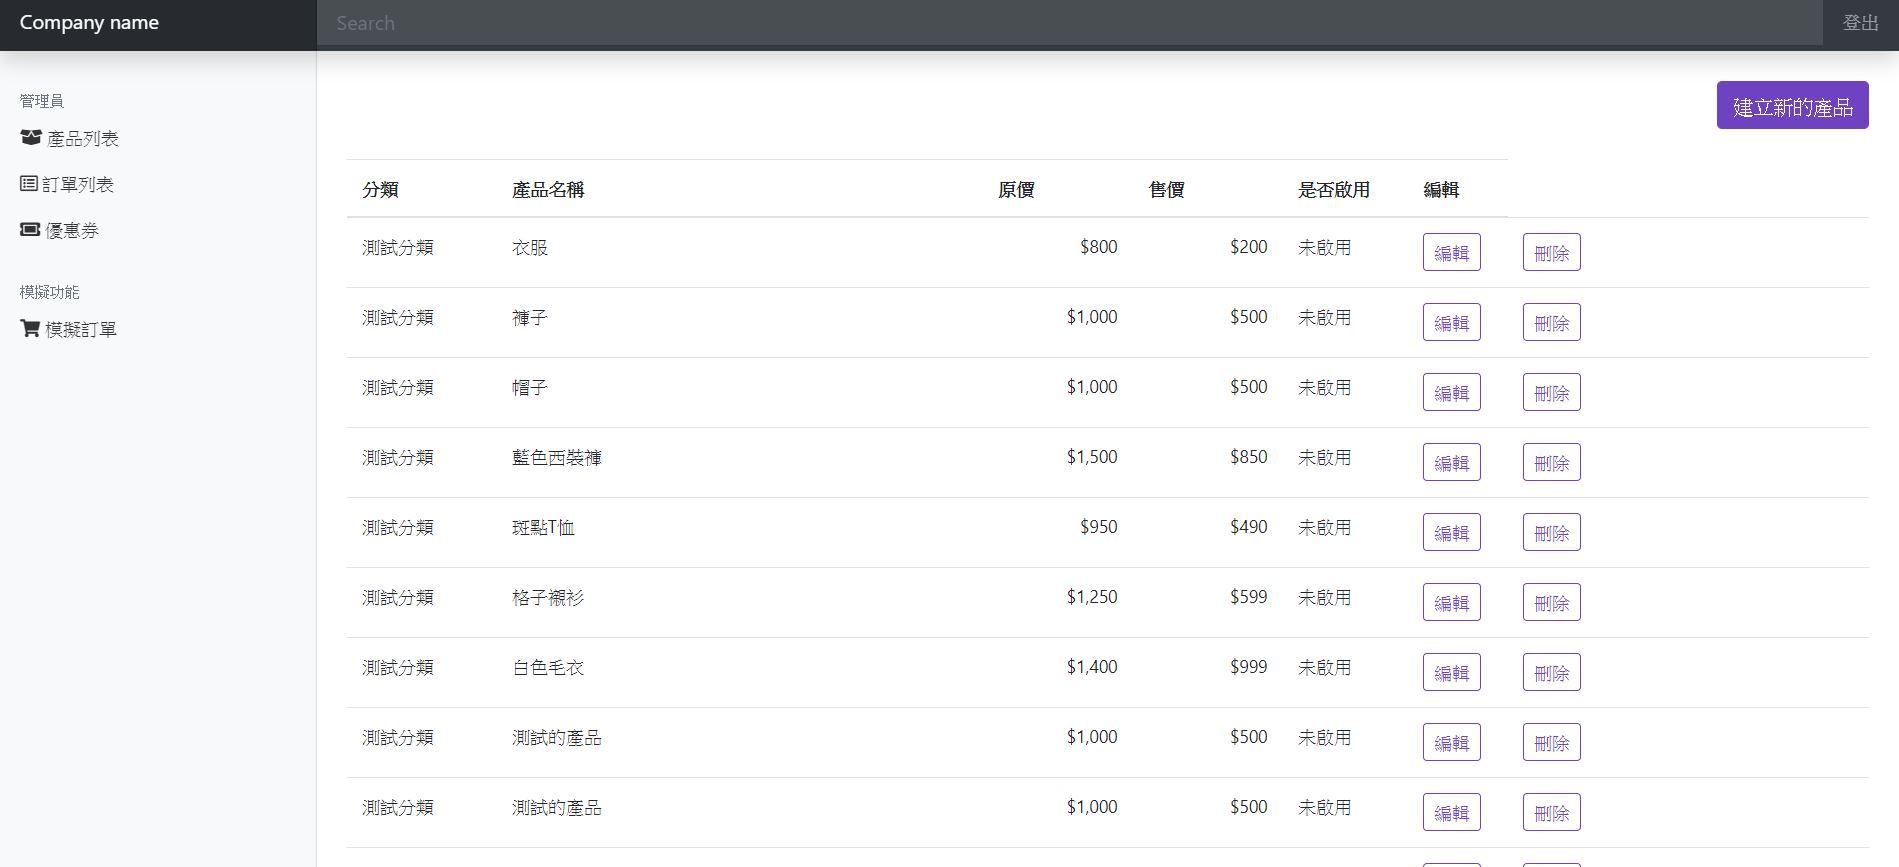 Company name Search 登出
管理員
產品列表
訂單列表
優惠券
模擬功能
模擬訂單
建立新的產品
分類 產品名稱 原價 售價 是否啟用 編輯
測試分類 衣服 $800 $200 未啟用 編輯 刪除
測試分類 褲子 $1,000 $500 未啟用 編輯 刪除
測試分類 帽子 $1,000 $500 未啟用 編輯 刪除
測試分類 藍色西裝褲 $1,500 $850 未啟用 編輯 刪除
測試分類 斑點T恤 $950 $490 未啟用 編輯 刪除
測試分類 格子襯衫 $1,250 $599 未啟用 編輯 刪除
測試分類 白色毛衣 $1,400 $999 未啟用 編輯 刪除
測試分類 測試的產品 $1,000 $500 未啟用 編輯 刪除
測試分類 測試的產品 $1,000 $500 未啟用 編輯 刪除